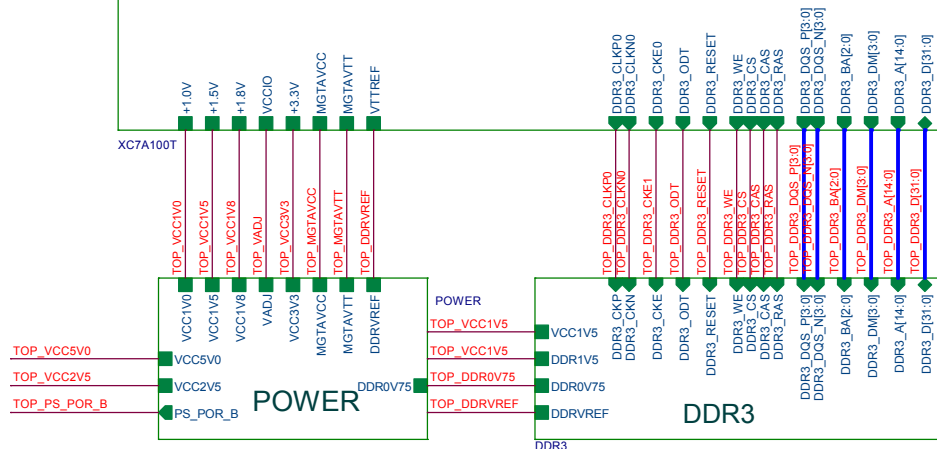 +1.0V
+1.5V
+1.8V
VCCIO
+3.3V
MGTAVCC
MGTAVTT
VTTREF
DDR3_CLKP0
DDR3_CLKN0
DDR3_CKE0
DDR3_ODT
DDR3_RESET
DDR3_WE
DDR3_CS
DDR3_CAS
DDR3_RAS
DDR3_DQS_P[3:0]
DDR3_DQS_N[3:0]
DDR3_BA[2:0]
DDR3_DM[3:0]
DDR3_A[14:0]
DDR3_D[31:0]
XC7A100T
TOP_VCC1V0
TOP_VCC1V5
TOP_VCC1V8
TOP_VADJ
TOP_VCC3V3
TOP_MGTAVCC
TOP_MGTAVTT
TOP_DDRVREF
TOP_DDR3_CLKP0
TOP_DDR3_CLKN0
TOP_DDR3_CKE1
TOP_DDR3_ODT
TOP_DDR3_RESET
TOP_DDR3_WE
TOP_DDR3_CS
TOP_DDR3_CAS
TOP_DDR3_RAS
TOP_DDR3_DQS_P[3:0]
TOP_DDR3_DQS_N[3:0]
TOP_DDR3_BA[2:0]
TOP_DDR3_DM[3:0]
TOP_DDR3_A[14:0]
TOP_DDR3_D[31:0]
VCC1V0
VCC1V5
VCC1V8
VADJ
VCC3V3
MGTAVCC
MGTAVTT
DDRVREF
POWER
DDR3_CKP
DDR3_CKN
DDR3_CKE
DDR3_ODT
DDR3_RESET
DDR3_WE
DDR3_CS
DDR3_CAS
DDR3_RAS
DDR3_DQS_P[3:0]
DDR3_DQS_N[3:0]
DDR3_BA[2:0]
DDR3_DM[3:0]
DDR3_A[14:0]
DDR3_D[31:0]
TOP_VCC5V0
VCC5V0
TOP_VCC2V5
VCC2V5
TOP_PS_POR_B
PS_POR_B
POWER
DDR0V75
TOP_VCC1V5
VCC1V5
TOP_VCC1V5
DDR1V5
TOP_DDR0V75
DDR0V75
TOP_DDRVREF
DDRVREF
DDR3
DDR3